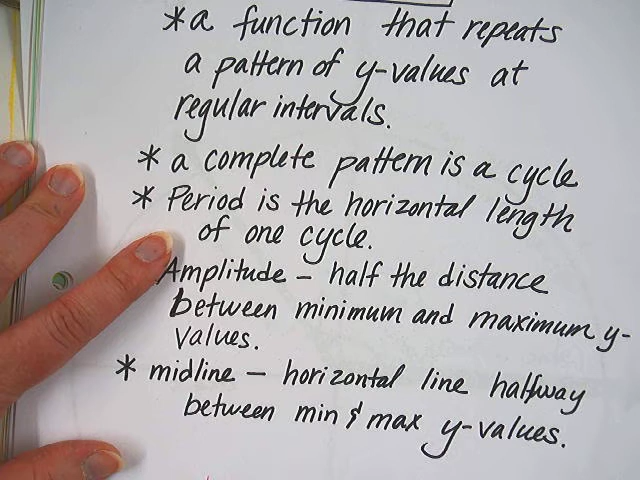 * a function that repeats
a pattern of y-values at
regular intervals.
* a complete pattern is a cycle
* Period is the horizontal length
of one cycle.
Amplitude - half the distance
between minimum and maximum y-
values.
* midline - horizontal line halfway
between min & max y-values.